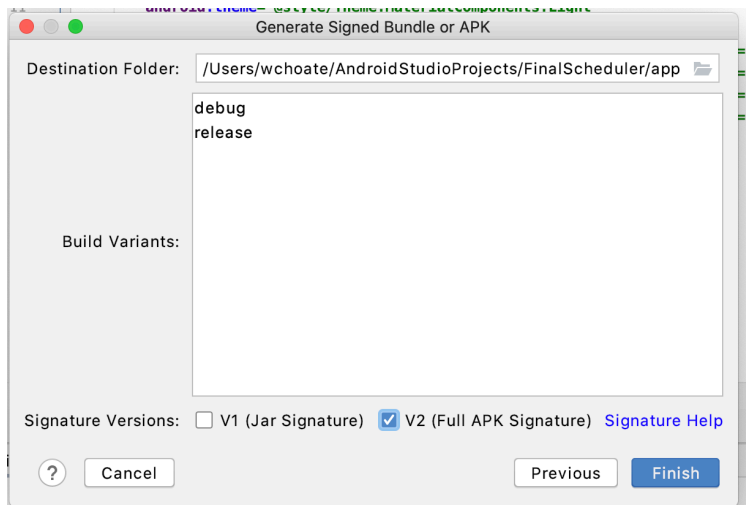 Generate Signed Bundle or APK
Destination Folder: /Users/wchoate/AndroidStudioProjects/FinalScheduler/app
debug
release
Build Variants:
Signature Versions: V1 (Jar Signature) V2 (Full APK Signature) Signature Help
? Cancel Previous Finish